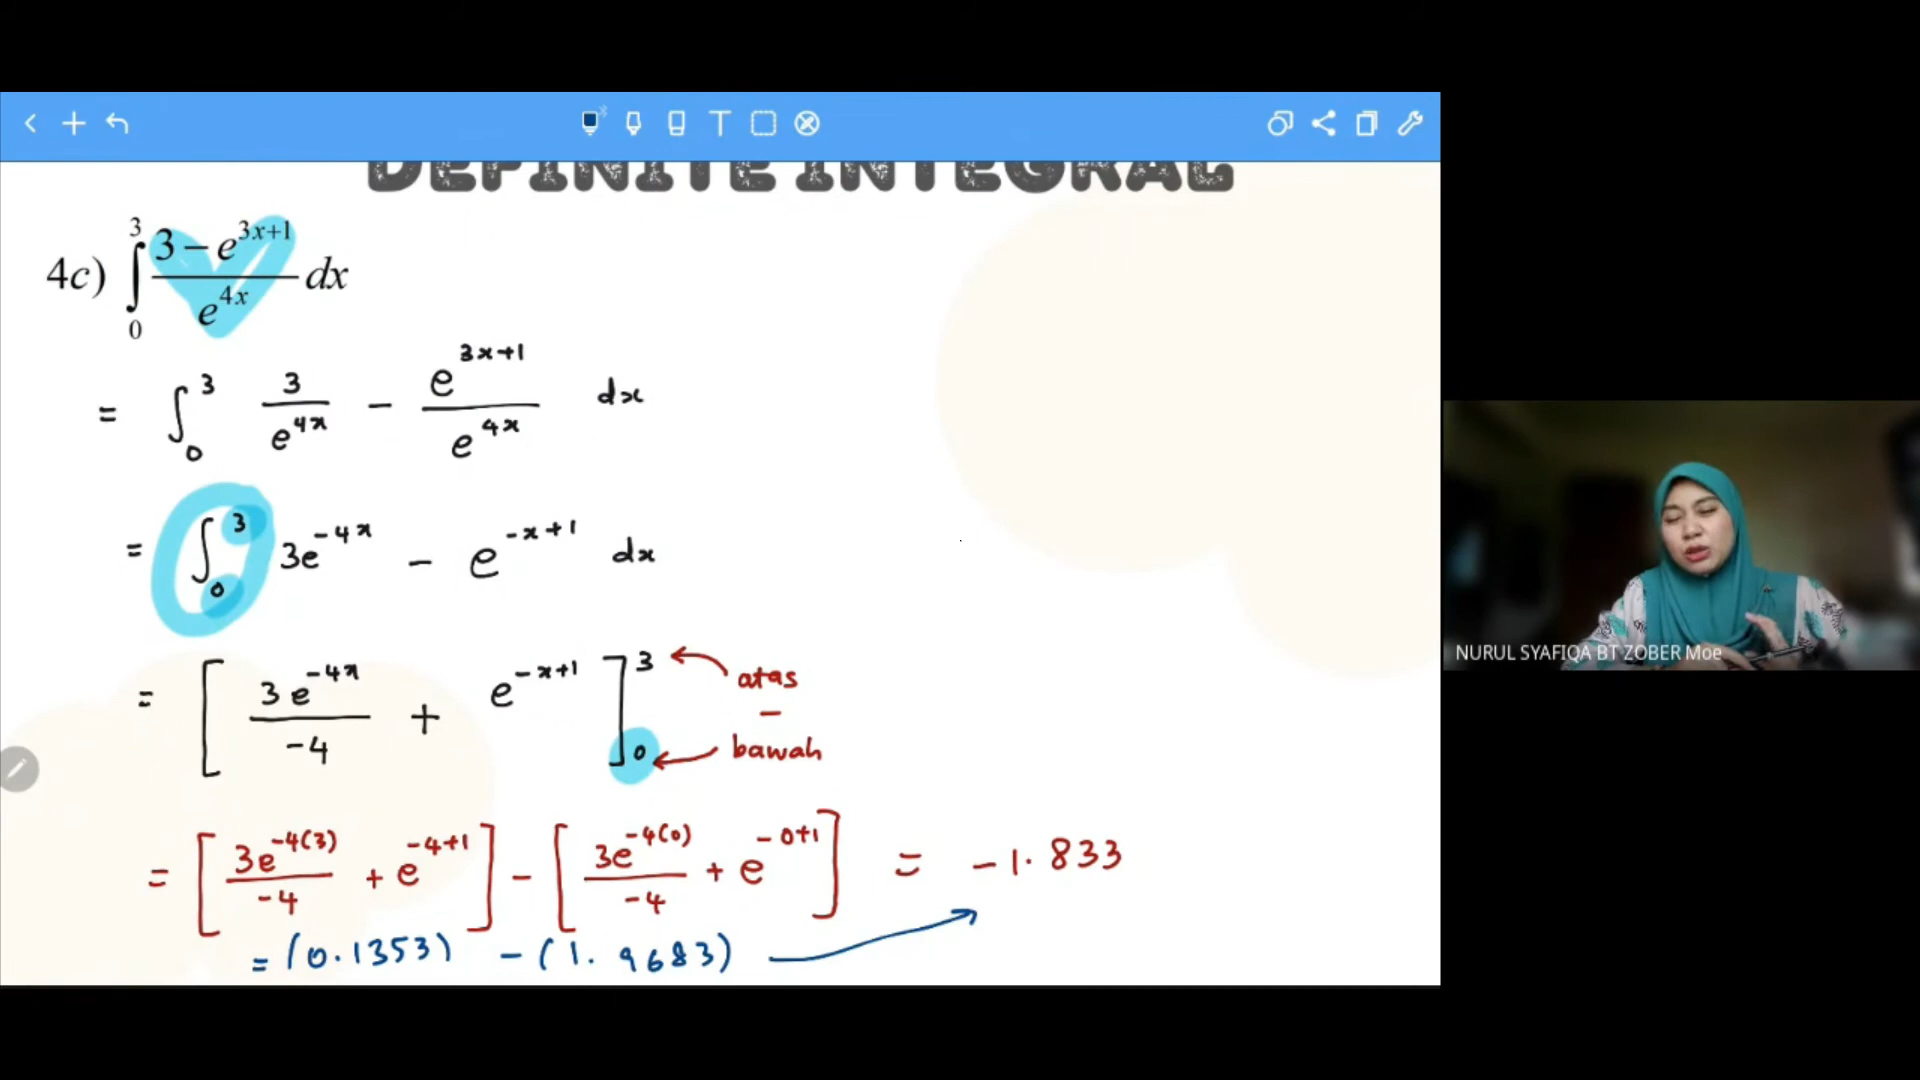 DEFINITE INTEGRAL
4c) ∫₀³ (3 − e^(3x+1)) / e^(4x) dx
= ∫₀³ 3/e^(4x) − e^(3x+1)/e^(4x) dx
= ∫₀³ 3e^(−4x) − e^(−x+1) dx
= [ 3e^(−4x)/−4 + e^(−x+1) ]₀³
atas
−
bawah
= [ 3e^(−4(3))/−4 + e^(−4+1) ] − [ 3e^(−4(0))/−4 + e^(−0+1) ] = −1.833
= (0.1353) − (1.9683)
NURUL SYAFIQA BT ZOBER Moe